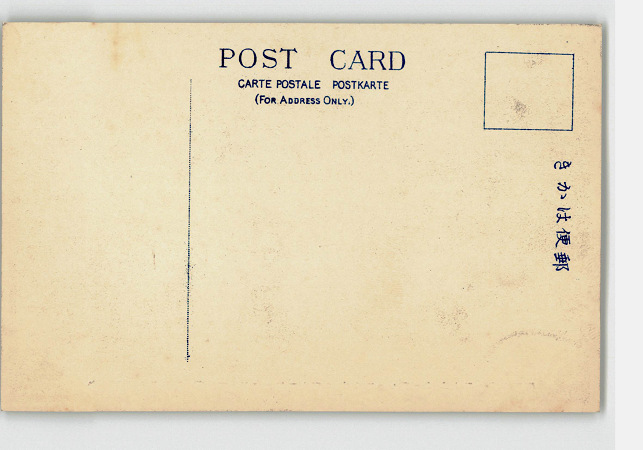 POST CARD
CARTE POSTALE POSTKARTE
(FOR ADDRESS ONLY.)
きかは便郵